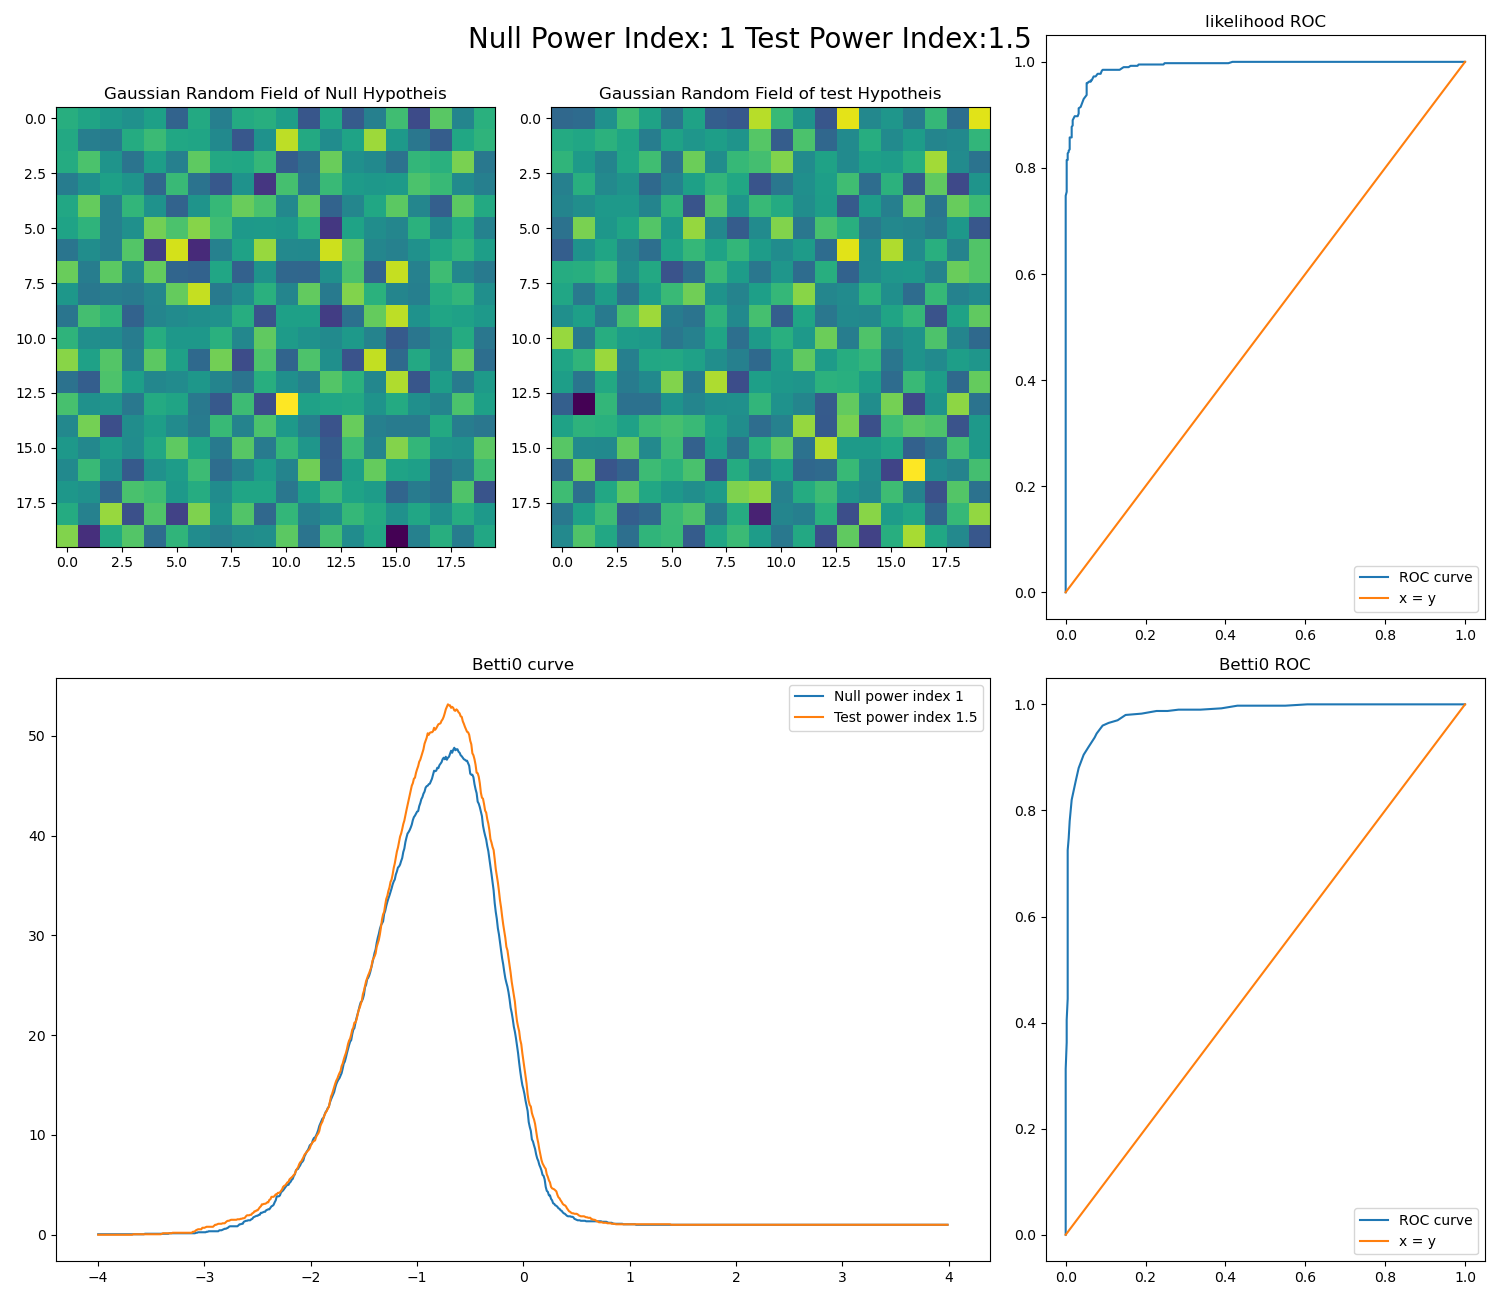 Null Power Index: 1 Test Power Index:1.5
Gaussian Random Field of Null Hypotheis
0.0
2.5
5.0
7.5
10.0
12.5
15.0
17.5
0.0 2.5 5.0 7.5 10.0 12.5 15.0 17.5
Gaussian Random Field of test Hypotheis
0.0
2.5
5.0
7.5
10.0
12.5
15.0
17.5
0.0 2.5 5.0 7.5 10.0 12.5 15.0 17.5
likelihood ROC
1.0
0.8
0.6
0.4
0.2
0.0
ROC curve
x = y
0.0 0.2 0.4 0.6 0.8 1.0
Betti0 curve
Null power index 1
Test power index 1.5
50
40
30
20
10
0
−4 −3 −2 −1 0 1 2 3 4
Betti0 ROC
1.0
0.8
0.6
0.4
0.2
0.0
ROC curve
x = y
0.0 0.2 0.4 0.6 0.8 1.0